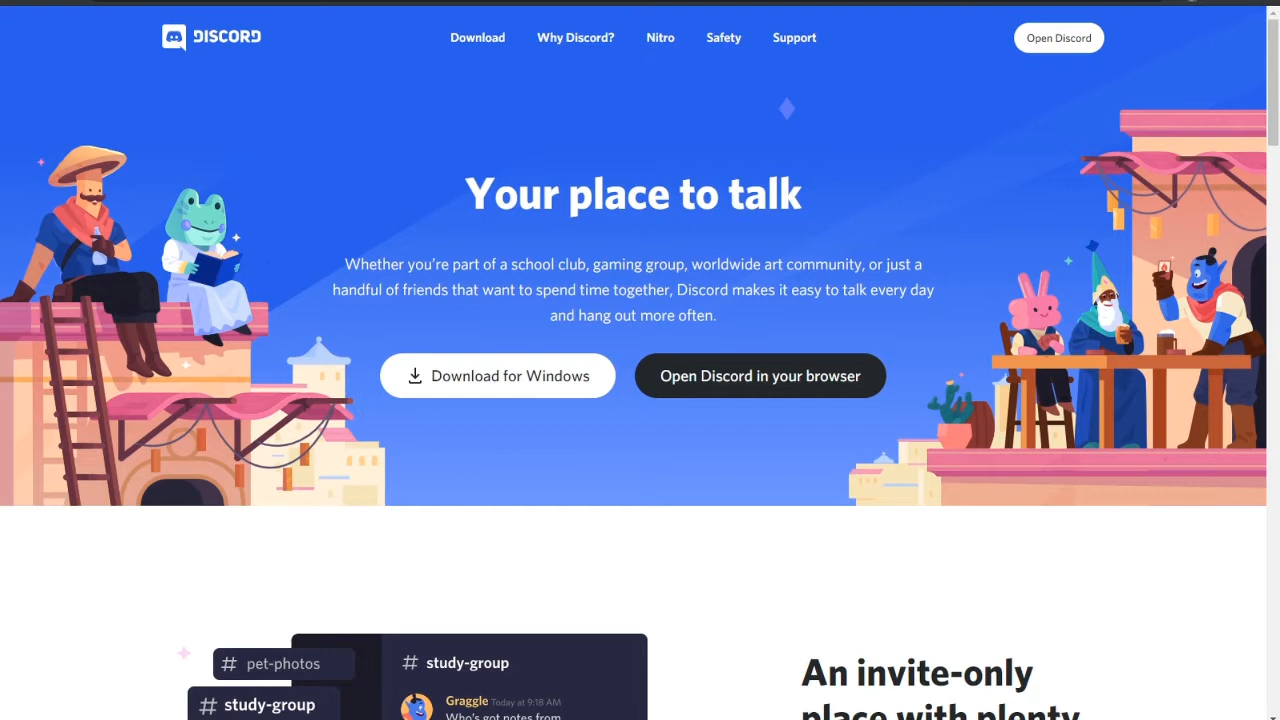 DISCORD
Download Why Discord? Nitro Safety Support
Open Discord
Your place to talk
Whether you're part of a school club, gaming group, worldwide art community, or just a
handful of friends that want to spend time together, Discord makes it easy to talk every day
and hang out more often.
Download for Windows
Open Discord in your browser
# pet-photos
# study-group
# study-group
Graggle Today at 9:18 AM
Who's got notes from
An invite-only
place with plenty